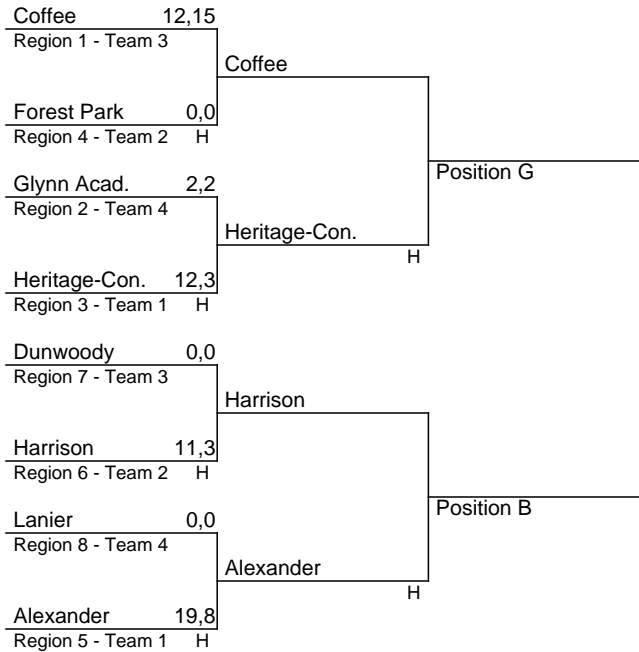 Coffee 12,15
Region 1 - Team 3
Coffee
Forest Park 0,0
Region 4 - Team 2 H
Position G
Glynn Acad. 2,2
Region 2 - Team 4
Heritage-Con.
H
Heritage-Con. 12,3
Region 3 - Team 1 H
Dunwoody 0,0
Region 7 - Team 3
Harrison
Harrison 11,3
Region 6 - Team 2 H
Position B
Lanier 0,0
Region 8 - Team 4
Alexander
H
Alexander 19,8
Region 5 - Team 1 H